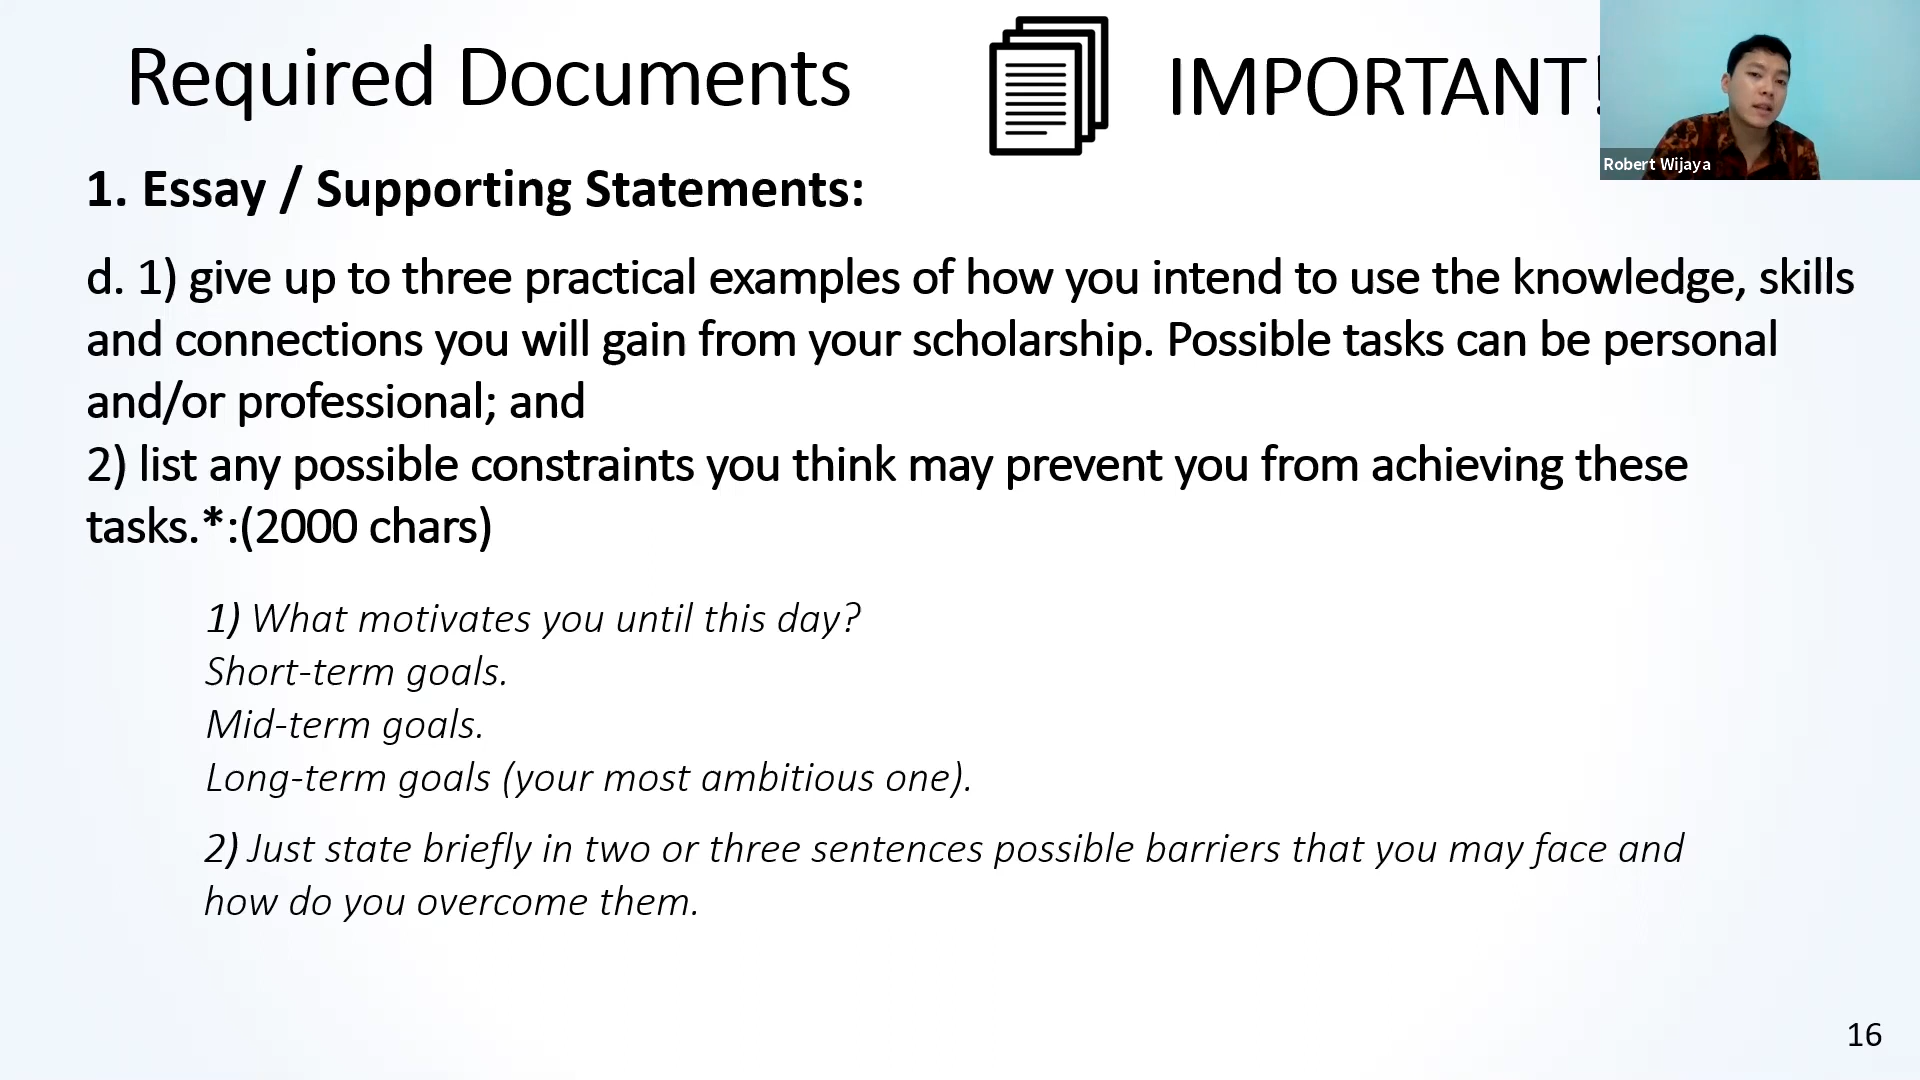 Required Documents
IMPORTANT!
Robert Wijaya
1. Essay / Supporting Statements:
d. 1) give up to three practical examples of how you intend to use the knowledge, skills
and connections you will gain from your scholarship. Possible tasks can be personal
and/or professional; and
2) list any possible constraints you think may prevent you from achieving these
tasks.*:(2000 chars)
1) What motivates you until this day?
Short-term goals.
Mid-term goals.
Long-term goals (your most ambitious one).
2) Just state briefly in two or three sentences possible barriers that you may face and
how do you overcome them.
16